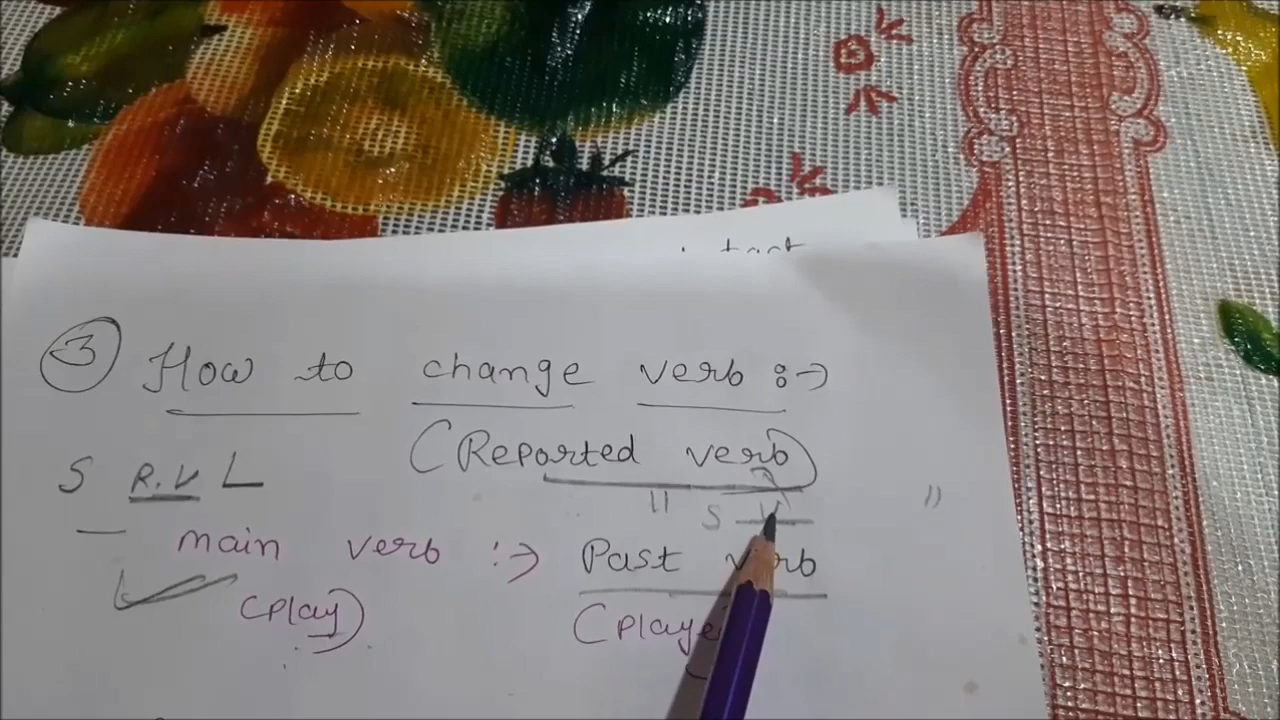 ③ How to change verb :→
(Reported verb)
S R.V L
" S V "
main verb :→ Past verb
(Play)